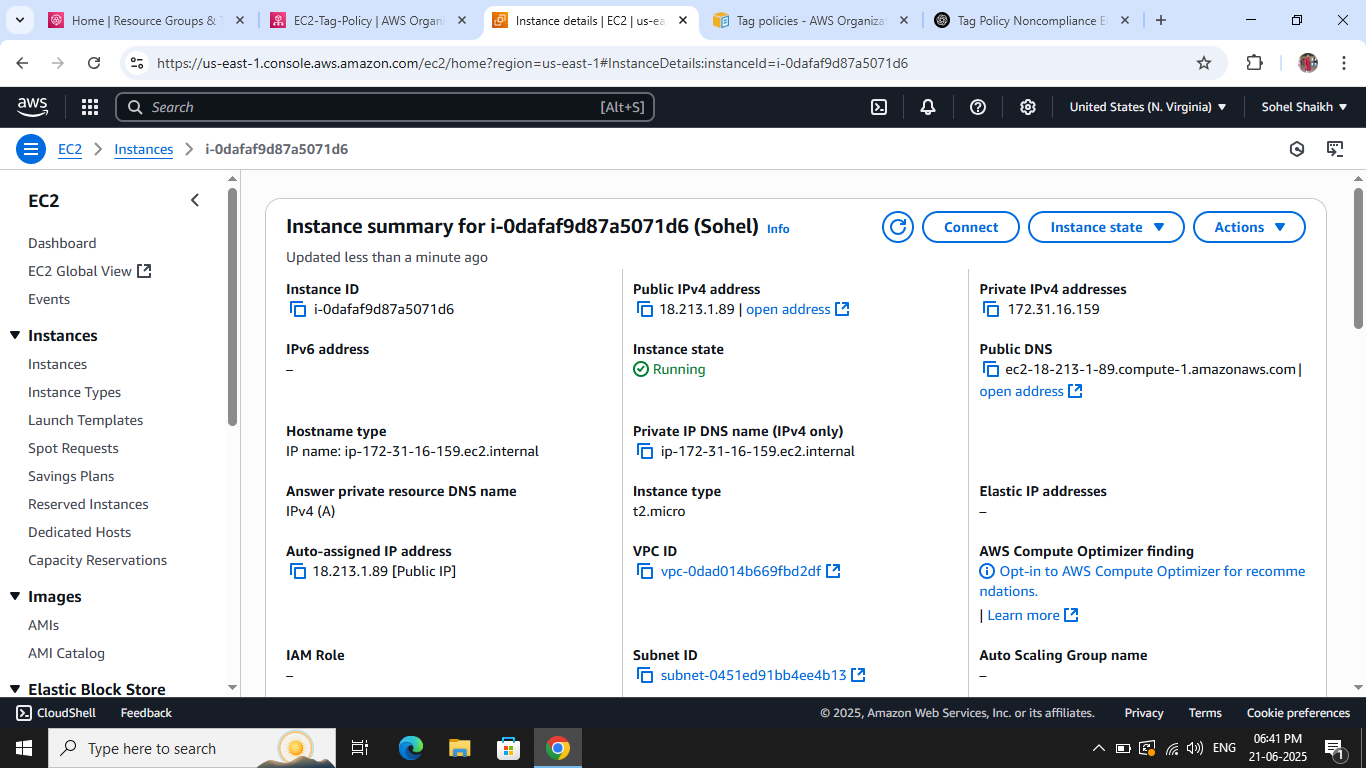 Home | Resource Groups & T
EC2-Tag-Policy | AWS Organi
Instance details | EC2 | us-ea
Tag policies - AWS Organiza
Tag Policy Noncompliance E
https://us-east-1.console.aws.amazon.com/ec2/home?region=us-east-1#InstanceDetails:instanceId=i-0dafaf9d87a5071d6
aws
Search
[Alt+S]
United States (N. Virginia)
Sohel Shaikh
EC2
Instances
i-0dafaf9d87a5071d6
EC2
Dashboard
EC2 Global View
Events
Instances
Instances
Instance Types
Launch Templates
Spot Requests
Savings Plans
Reserved Instances
Dedicated Hosts
Capacity Reservations
Images
AMIs
AMI Catalog
Elastic Block Store
Instance summary for i-0dafaf9d87a5071d6 (Sohel) Info
Updated less than a minute ago
Connect
Instance state
Actions
Instance ID
i-0dafaf9d87a5071d6
Public IPv4 address
18.213.1.89 | open address
Private IPv4 addresses
172.31.16.159
IPv6 address
–
Instance state
Running
Public DNS
ec2-18-213-1-89.compute-1.amazonaws.com |
open address
Hostname type
IP name: ip-172-31-16-159.ec2.internal
Private IP DNS name (IPv4 only)
ip-172-31-16-159.ec2.internal
Answer private resource DNS name
IPv4 (A)
Instance type
t2.micro
Elastic IP addresses
–
Auto-assigned IP address
18.213.1.89 [Public IP]
VPC ID
vpc-0dad014b669fbd2df
AWS Compute Optimizer finding
Opt-in to AWS Compute Optimizer for recomme
ndations.
| Learn more
IAM Role
–
Subnet ID
subnet-0451ed91bb4ee4b13
Auto Scaling Group name
–
CloudShell
Feedback
© 2025, Amazon Web Services, Inc. or its affiliates.
Privacy
Terms
Cookie preferences
Type here to search
ENG
06:41 PM
21-06-2025
1